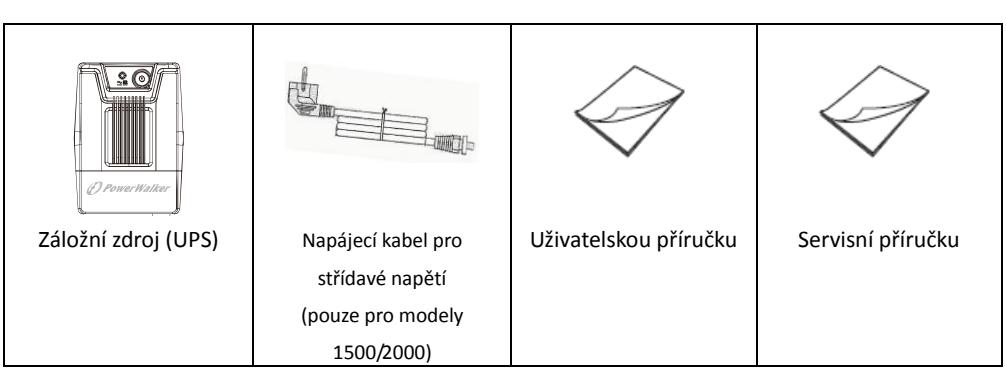 PowerWalker
Záložní zdroj (UPS)
Napájecí kabel pro
střídavé napětí
(pouze pro modely
1500/2000)
Uživatelskou příručku
Servisní příručku